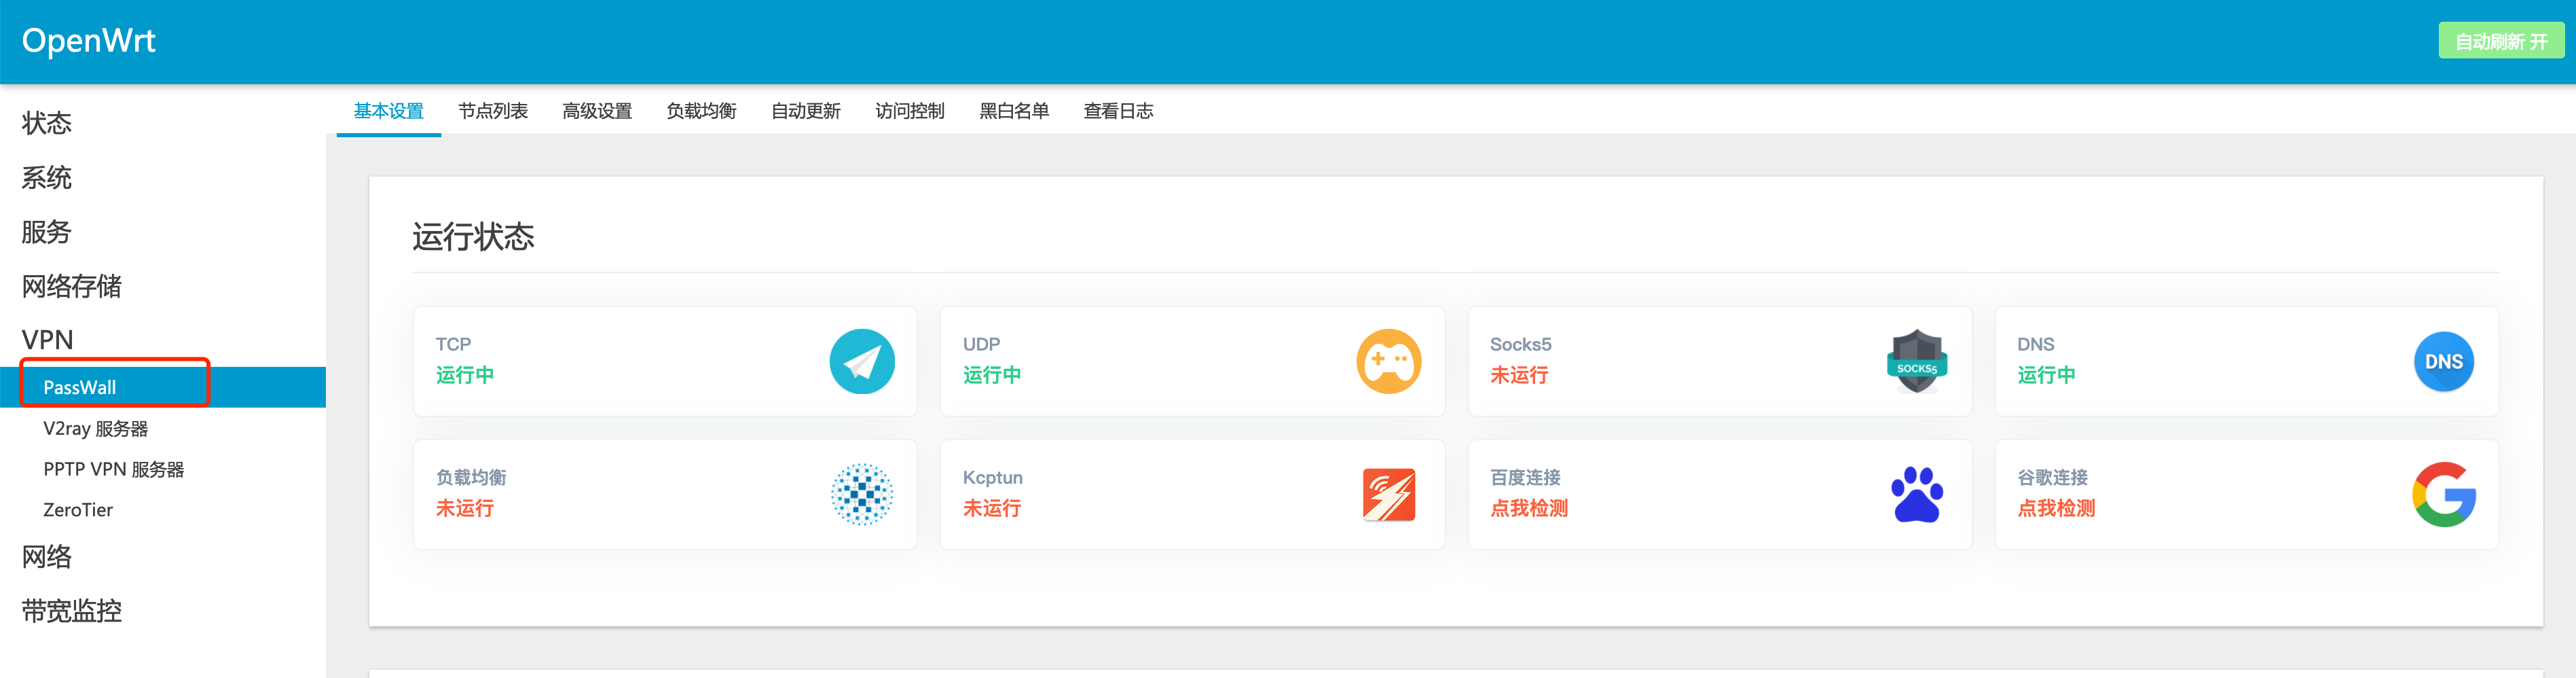 OpenWrt
自动刷新 开
状态
系统
服务
网络存储
VPN
PassWall
V2ray 服务器
PPTP VPN 服务器
ZeroTier
网络
带宽监控
基本设置 节点列表 高级设置 负载均衡 自动更新 访问控制 黑白名单 查看日志
运行状态
TCP
运行中
UDP
运行中
Socks5
未运行
SOCKS5
DNS
运行中
DNS
负载均衡
未运行
Kcptun
未运行
百度连接
点我检测
谷歌连接
点我检测